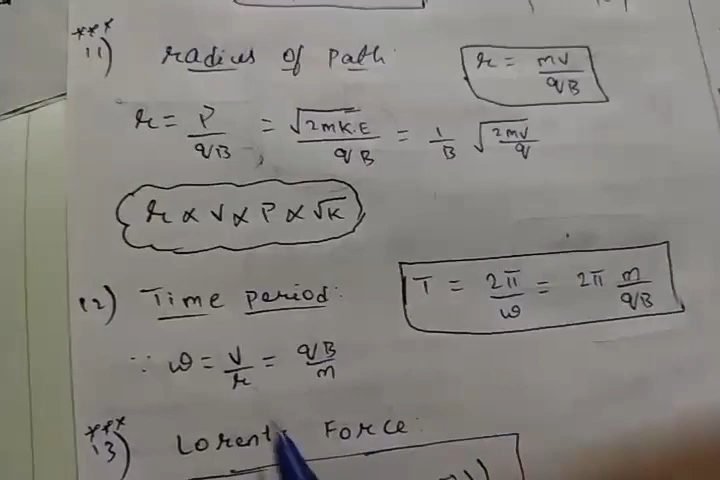 ***
11) radius of Path: r = mv/qB
r = P/qB = √2mK.E/qB = 1/B √2mV/q
r ∝ v ∝ P ∝ √K
12) Time period: T = 2π/ω = 2π m/qB
∵ ω = v/r = qB/m
***
13) Lorentz Force: